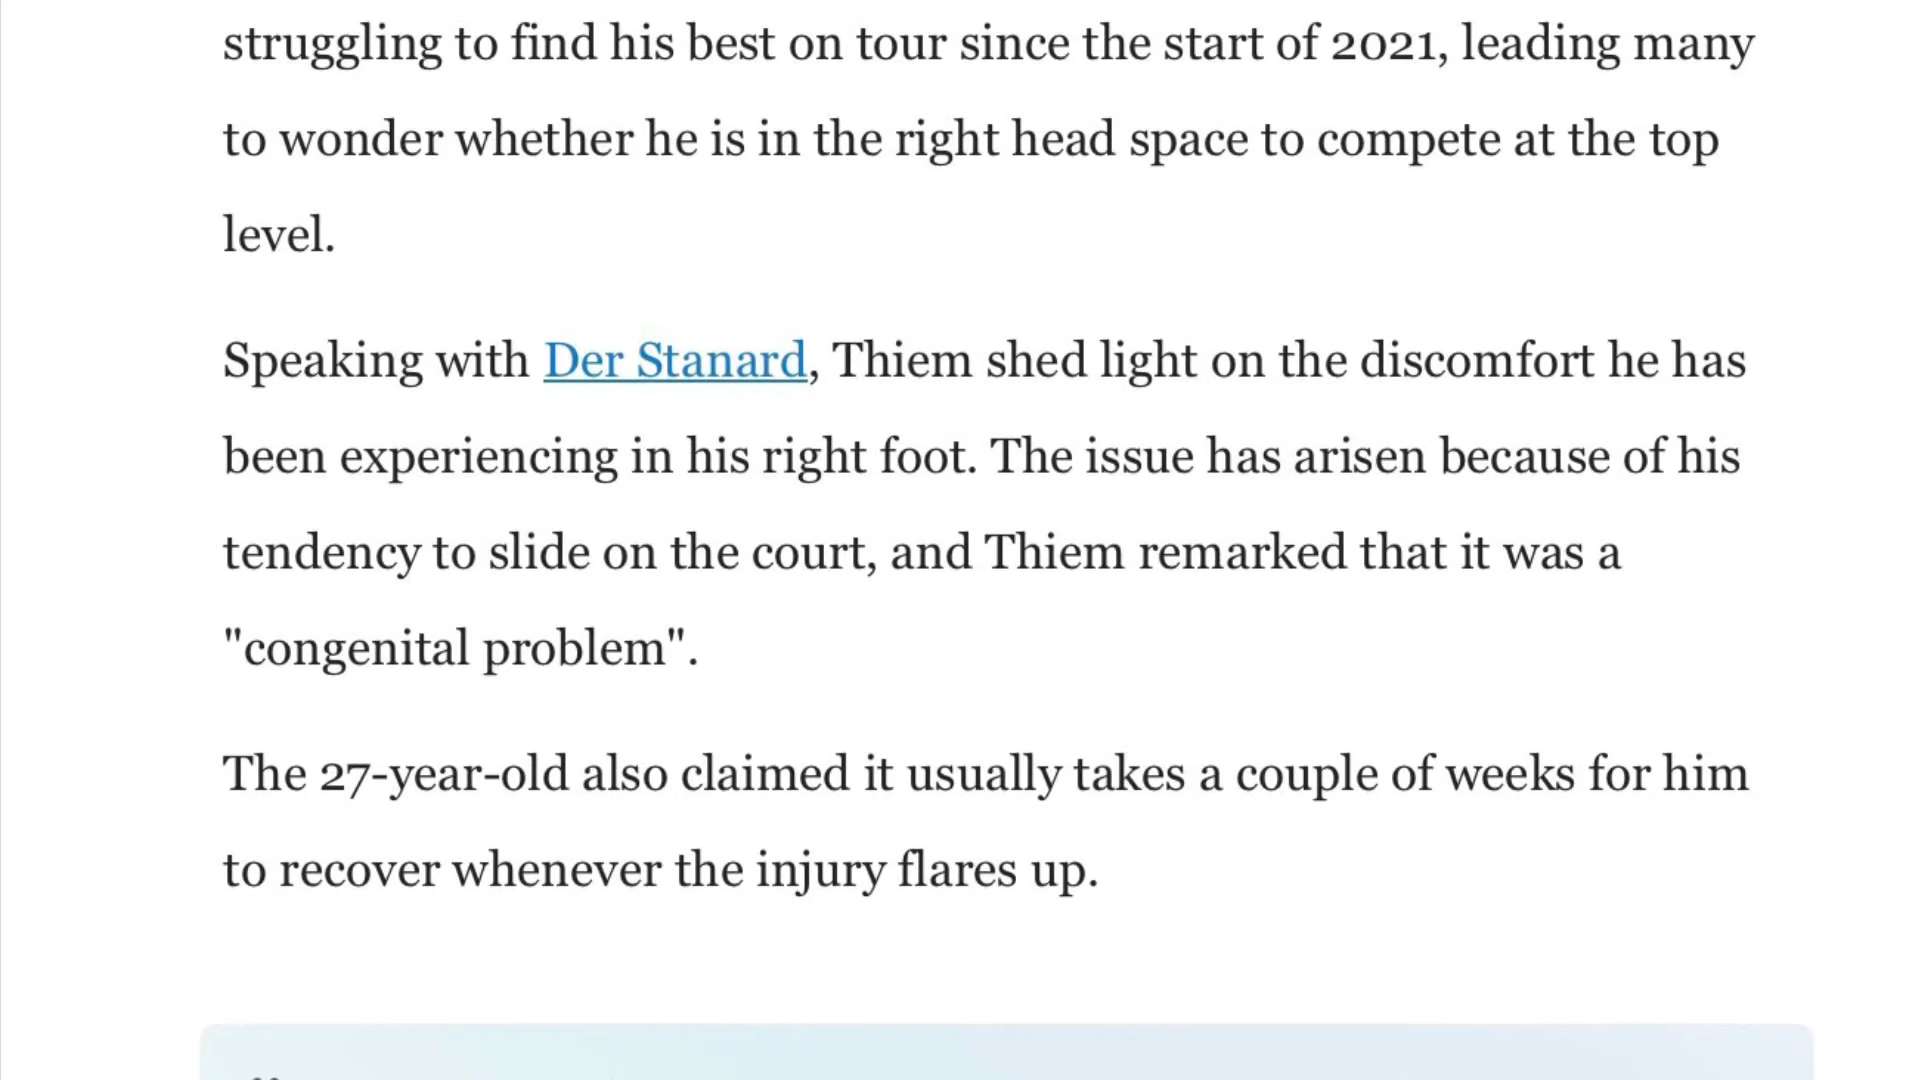 struggling to find his best on tour since the start of 2021, leading many
to wonder whether he is in the right head space to compete at the top
level.
Speaking with Der Stanard, Thiem shed light on the discomfort he has
been experiencing in his right foot. The issue has arisen because of his
tendency to slide on the court, and Thiem remarked that it was a
"congenital problem".
The 27-year-old also claimed it usually takes a couple of weeks for him
to recover whenever the injury flares up.